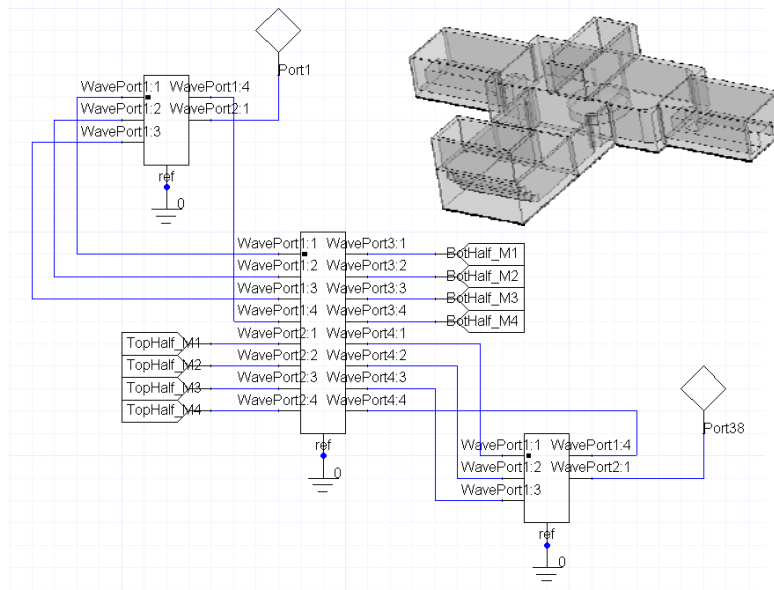 Port1
WavePort1:1 WavePort1:4
WavePort1:2 WavePort2:1
WavePort1:3
ref
0
WavePort1:1 WavePort3:1 BotHalf_M1
WavePort1:2 WavePort3:2 BotHalf_M2
WavePort1:3 WavePort3:3 BotHalf_M3
WavePort1:4 WavePort3:4 BotHalf_M4
TopHalf_M1 WavePort2:1 WavePort4:1
TopHalf_M2 WavePort2:2 WavePort4:2
TopHalf_M3 WavePort2:3 WavePort4:3
TopHalf_M4 WavePort2:4 WavePort4:4
ref
0
Port38
WavePort1:1 WavePort1:4
WavePort1:2 WavePort2:1
WavePort1:3
ref
0